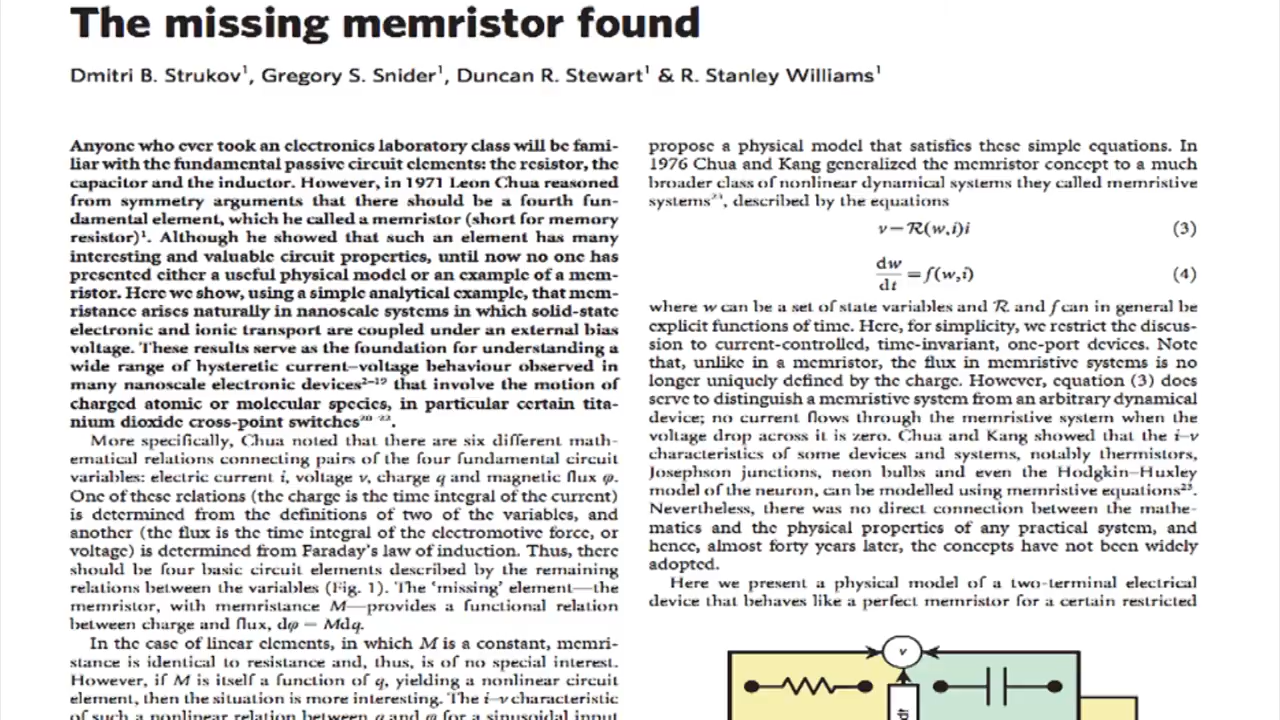 The missing memristor found
Dmitri B. Strukov¹, Gregory S. Snider¹, Duncan R. Stewart¹ & R. Stanley Williams¹
Anyone who ever took an electronics laboratory class will be fami-
liar with the fundamental passive circuit elements: the resistor, the
capacitor and the inductor. However, in 1971 Leon Chua reasoned
from symmetry arguments that there should be a fourth fun-
damental element, which he called a memristor (short for memory
resistor)¹. Although he showed that such an element has many
interesting and valuable circuit properties, until now no one has
presented either a useful physical model or an example of a mem-
ristor. Here we show, using a simple analytical example, that mem-
ristance arises naturally in nanoscale systems in which solid-state
electronic and ionic transport are coupled under an external bias
voltage. These results serve as the foundation for understanding a
wide range of hysteretic current–voltage behaviour observed in
many nanoscale electronic devices²⁻¹⁹ that involve the motion of
charged atomic or molecular species, in particular certain tita-
nium dioxide cross-point switches²⁰⁻²².
More specifically, Chua noted that there are six different math-
ematical relations connecting pairs of the four fundamental circuit
variables: electric current i, voltage v, charge q and magnetic flux φ.
One of these relations (the charge is the time integral of the current)
is determined from the definitions of two of the variables, and
another (the flux is the time integral of the electromotive force, or
voltage) is determined from Faraday's law of induction. Thus, there
should be four basic circuit elements described by the remaining
relations between the variables (Fig. 1). The 'missing' element—the
memristor, with memristance M—provides a functional relation
between charge and flux, dφ = Mdq.
In the case of linear elements, in which M is a constant, memri-
stance is identical to resistance and, thus, is of no special interest.
However, if M is itself a function of q, yielding a nonlinear circuit
element, then the situation is more interesting. The i–v characteristic
of such a nonlinear relation between q and φ for a sinusoidal input
propose a physical model that satisfies these simple equations. In
1976 Chua and Kang generalized the memristor concept to a much
broader class of nonlinear dynamical systems they called memristive
systems²³, described by the equations
v = R(w,i)i (3)
dw/dt = f(w,i) (4)
where w can be a set of state variables and R and f can in general be
explicit functions of time. Here, for simplicity, we restrict the discus-
sion to current-controlled, time-invariant, one-port devices. Note
that, unlike in a memristor, the flux in memristive systems is no
longer uniquely defined by the charge. However, equation (3) does
serve to distinguish a memristive system from an arbitrary dynamical
device; no current flows through the memristive system when the
voltage drop across it is zero. Chua and Kang showed that the i–v
characteristics of some devices and systems, notably thermistors,
Josephson junctions, neon bulbs and even the Hodgkin–Huxley
model of the neuron, can be modelled using memristive equations²³.
Nevertheless, there was no direct connection between the mathe-
matics and the physical properties of any practical system, and
hence, almost forty years later, the concepts have not been widely
adopted.
Here we present a physical model of a two-terminal electrical
device that behaves like a perfect memristor for a certain restricted
v
dt